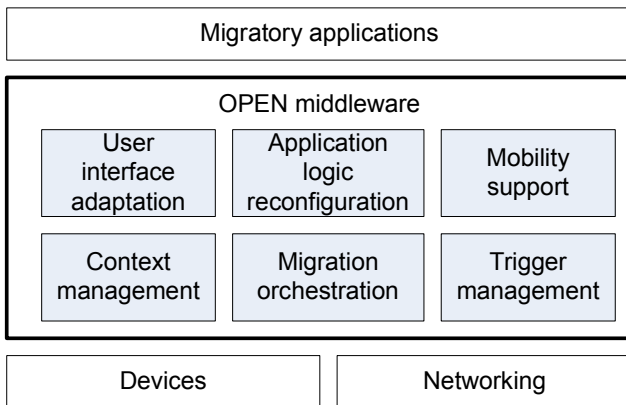 Migratory applications
OPEN middleware
User
interface
adaptation
Application
logic
reconfiguration
Mobility
support
Context
management
Migration
orchestration
Trigger
management
Devices
Networking